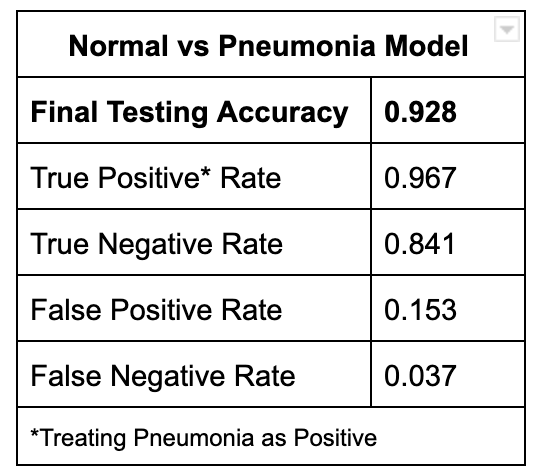 Normal vs Pneumonia Model
Final Testing Accuracy 0.928
True Positive* Rate 0.967
True Negative Rate 0.841
False Positive Rate 0.153
False Negative Rate 0.037
*Treating Pneumonia as Positive